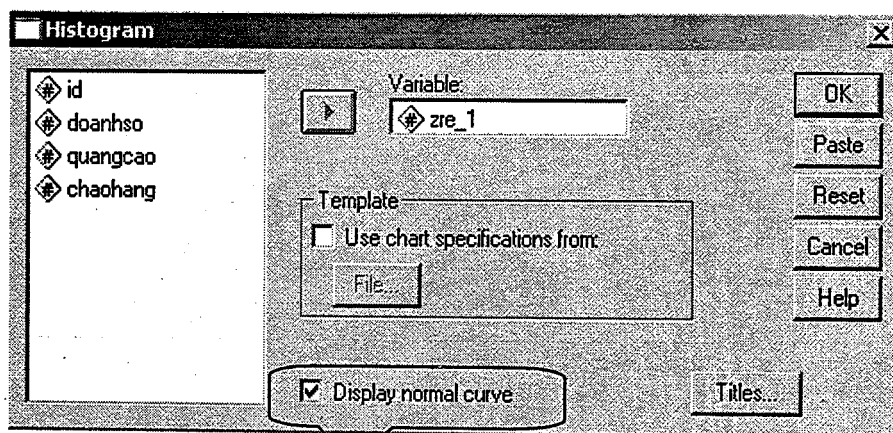 Histogram
id
doanhso
quangcao
chaohang
Variable:
zre_1
Template
Use chart specifications from:
File...
Display normal curve
OK
Paste
Reset
Cancel
Help
Titles...